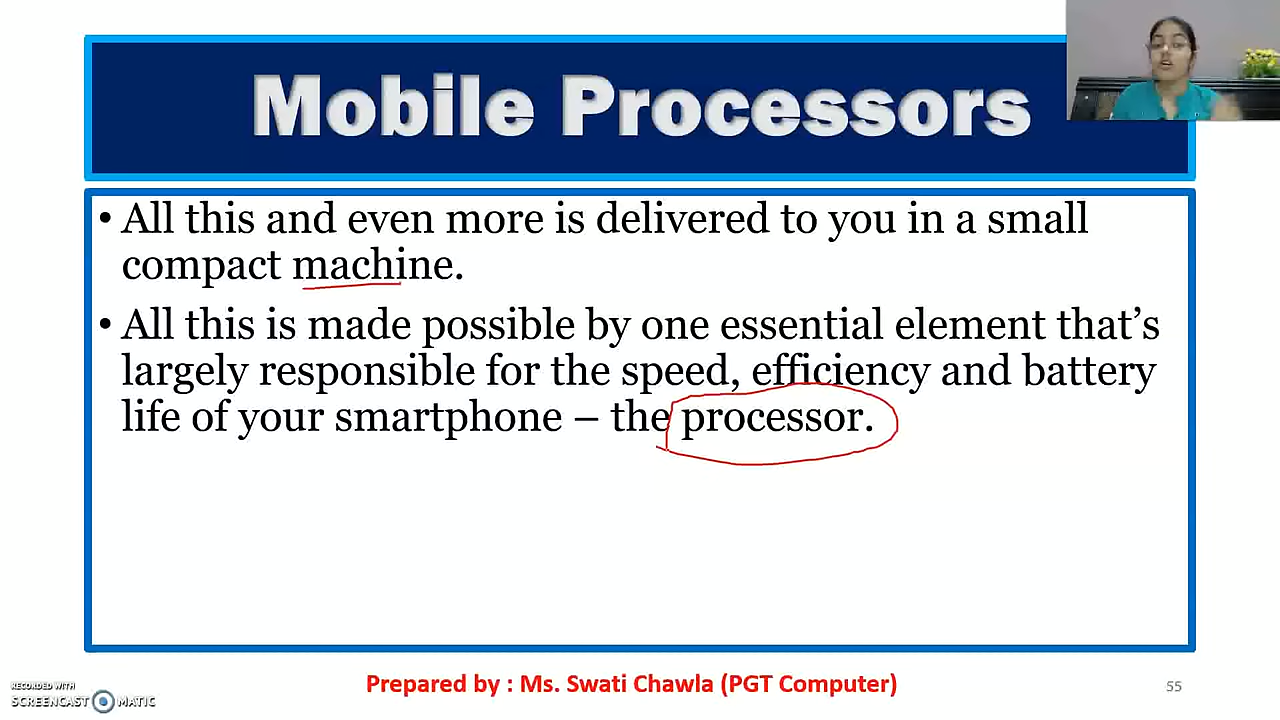 Mobile Processors
• All this and even more is delivered to you in a small
compact machine.
• All this is made possible by one essential element that’s
largely responsible for the speed, efficiency and battery
life of your smartphone – the processor.
Prepared by : Ms. Swati Chawla (PGT Computer)
55
RECORDED WITH
SCREENCAST MATIC